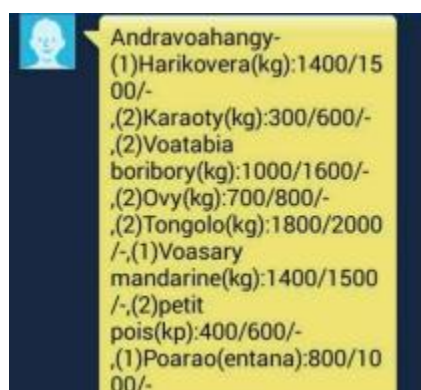 Andravoahangy-
(1)Harikovera(kg):1400/15
00/-
,(2)Karaoty(kg):300/600/-
,(2)Voatabia
boribory(kg):1000/1600/-
,(2)Ovy(kg):700/800/-
,(2)Tongolo(kg):1800/2000
/-,(1)Voasary
mandarine(kg):1400/1500
/-,(2)petit
pois(kp):400/600/-
,(1)Poarao(entana):800/10
00/-